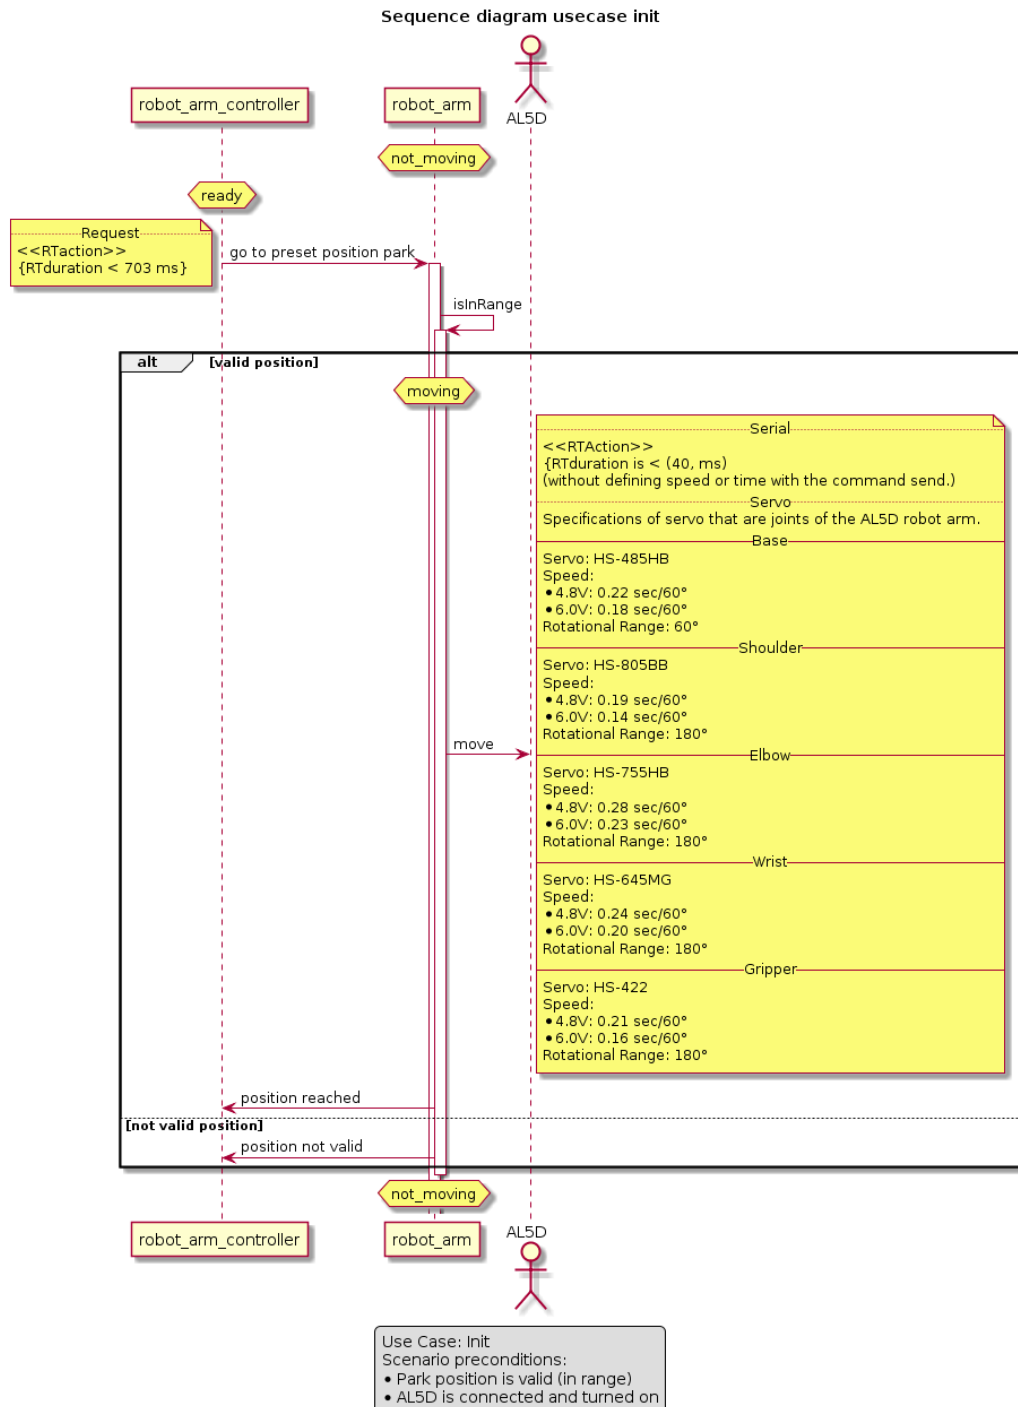 Sequence diagram usecase init
robot_arm_controller
robot_arm
AL5D
not_moving
ready
Request
<<RTaction>>
{RTduration < 703 ms}
go to preset position park
isInRange
alt
[valid position]
moving
Serial
<<RTAction>>
{RTduration is < (40, ms)
(without defining speed or time with the command send.)
Servo
Specifications of servo that are joints of the AL5D robot arm.
Base
Servo: HS-485HB
Speed:
• 4.8V: 0.22 sec/60°
• 6.0V: 0.18 sec/60°
Rotational Range: 60°
Shoulder
Servo: HS-805BB
Speed:
• 4.8V: 0.19 sec/60°
• 6.0V: 0.14 sec/60°
Rotational Range: 180°
move
Elbow
Servo: HS-755HB
Speed:
• 4.8V: 0.28 sec/60°
• 6.0V: 0.23 sec/60°
Rotational Range: 180°
Wrist
Servo: HS-645MG
Speed:
• 4.8V: 0.24 sec/60°
• 6.0V: 0.20 sec/60°
Rotational Range: 180°
Gripper
Servo: HS-422
Speed:
• 4.8V: 0.21 sec/60°
• 6.0V: 0.16 sec/60°
Rotational Range: 180°
position reached
[not valid position]
position not valid
not_moving
robot_arm_controller
robot_arm
AL5D
Use Case: Init
Scenario preconditions:
• Park position is valid (in range)
• AL5D is connected and turned on